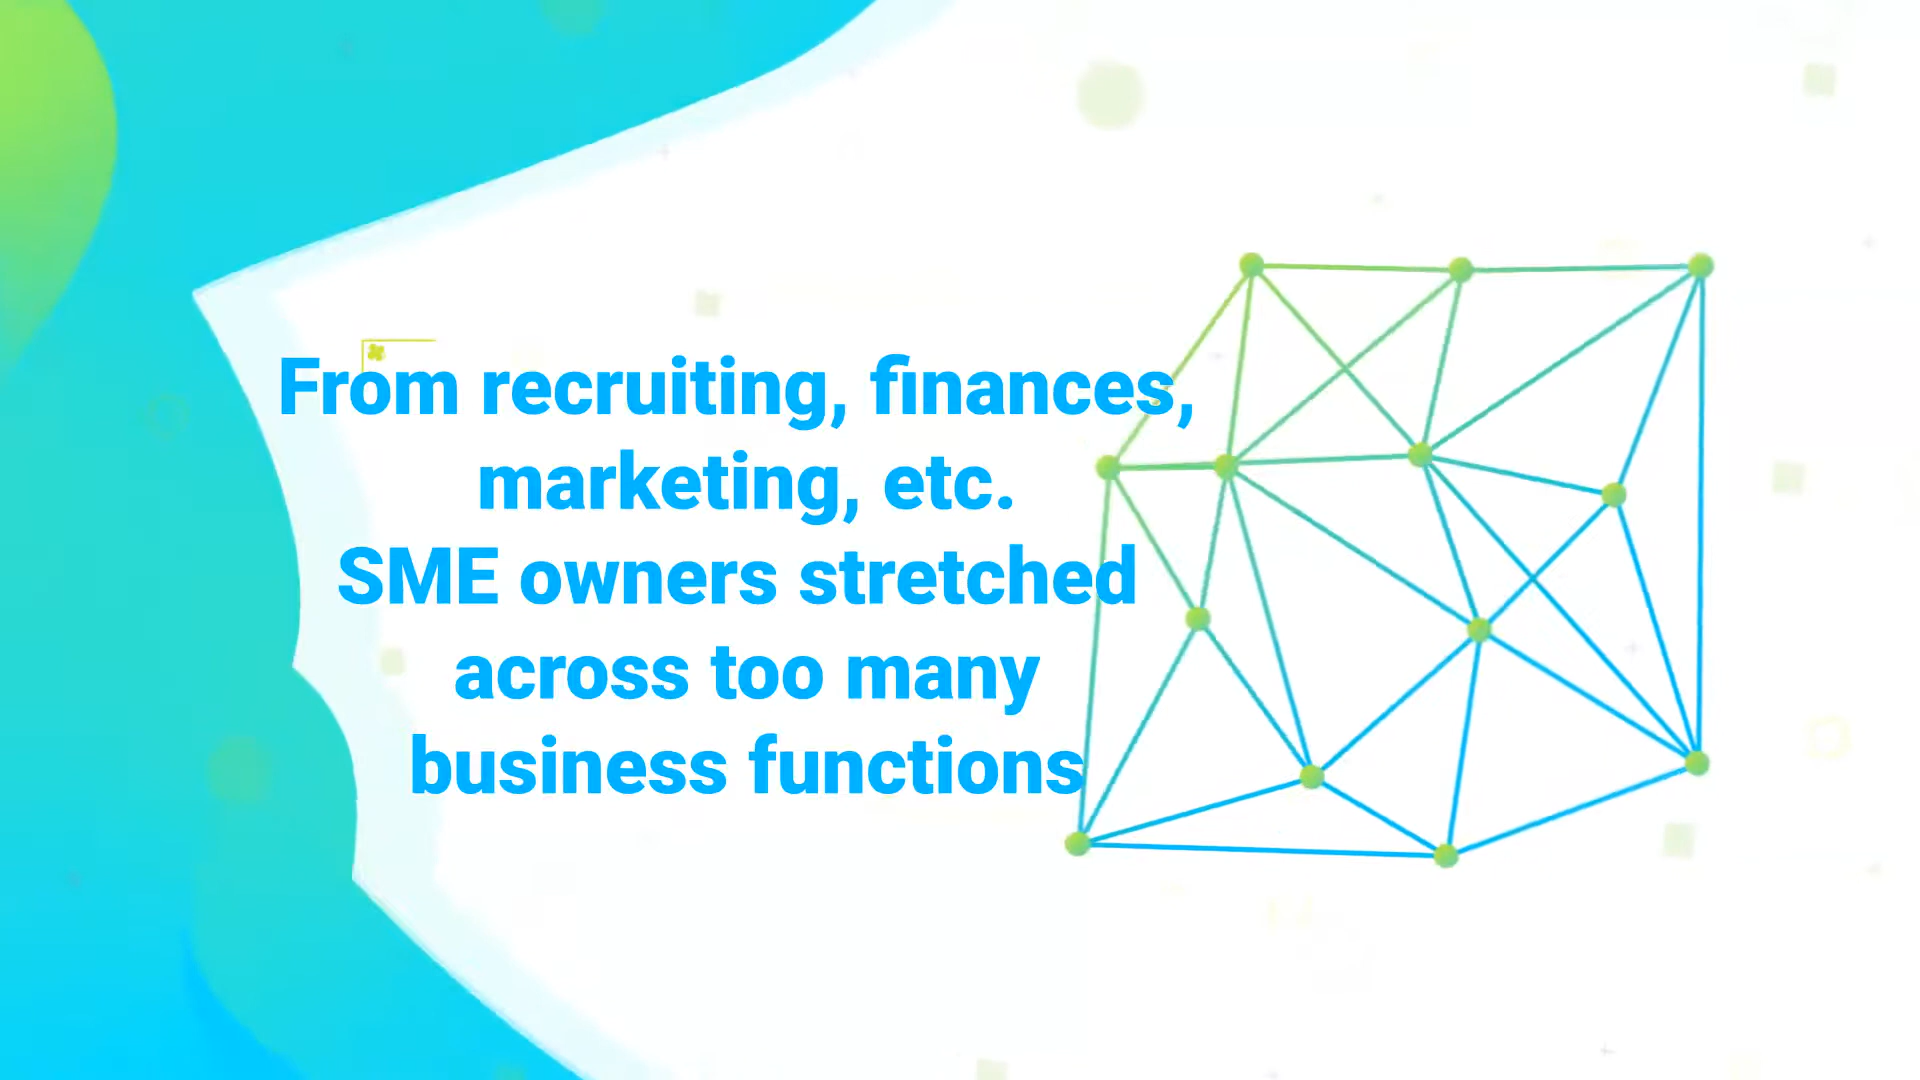 From recruiting, finances,
marketing, etc.
SME owners stretched
across too many
business functions